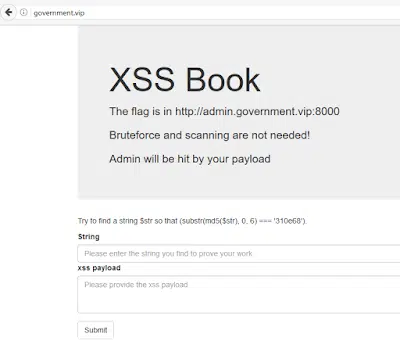 government.vip
XSS Book
The flag is in http://admin.government.vip:8000
Bruteforce and scanning are not needed!
Admin will be hit by your payload
Try to find a string $str so that (substr(md5($str), 0, 6) === '310e68').
String
Please enter the string you find to prove your work
xss payload
Please provide the xss payload
Submit